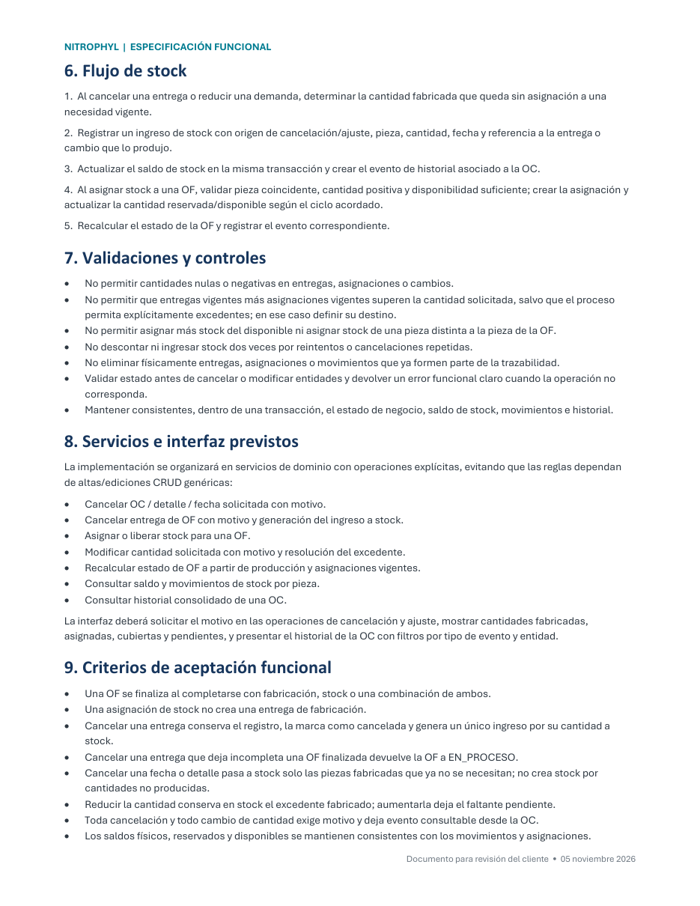 NITROPHYL | ESPECIFICACIÓN FUNCIONAL
6. Flujo de stock
1. Al cancelar una entrega o reducir una demanda, determinar la cantidad fabricada que queda sin asignación a una
necesidad vigente.
2. Registrar un ingreso de stock con origen de cancelación/ajuste, pieza, cantidad, fecha y referencia a la entrega o
cambio que lo produjo.
3. Actualizar el saldo de stock en la misma transacción y crear el evento de historial asociado a la OC.
4. Al asignar stock a una OF, validar pieza coincidente, cantidad positiva y disponibilidad suficiente; crear la asignación y
actualizar la cantidad reservada/disponible según el ciclo acordado.
5. Recalcular el estado de la OF y registrar el evento correspondiente.
7. Validaciones y controles
• No permitir cantidades nulas o negativas en entregas, asignaciones o cambios.
• No permitir que entregas vigentes más asignaciones vigentes superen la cantidad solicitada, salvo que el proceso
permita explícitamente excedentes; en ese caso definir su destino.
• No permitir asignar más stock del disponible ni asignar stock de una pieza distinta a la pieza de la OF.
• No descontar ni ingresar stock dos veces por reintentos o cancelaciones repetidas.
• No eliminar físicamente entregas, asignaciones o movimientos que ya formen parte de la trazabilidad.
• Validar estado antes de cancelar o modificar entidades y devolver un error funcional claro cuando la operación no
corresponda.
• Mantener consistentes, dentro de una transacción, el estado de negocio, saldo de stock, movimientos e historial.
8. Servicios e interfaz previstos
La implementación se organizará en servicios de dominio con operaciones explícitas, evitando que las reglas dependan
de altas/ediciones CRUD genéricas:
• Cancelar OC / detalle / fecha solicitada con motivo.
• Cancelar entrega de OF con motivo y generación del ingreso a stock.
• Asignar o liberar stock para una OF.
• Modificar cantidad solicitada con motivo y resolución del excedente.
• Recalcular estado de OF a partir de producción y asignaciones vigentes.
• Consultar saldo y movimientos de stock por pieza.
• Consultar historial consolidado de una OC.
La interfaz deberá solicitar el motivo en las operaciones de cancelación y ajuste, mostrar cantidades fabricadas,
asignadas, cubiertas y pendientes, y presentar el historial de la OC con filtros por tipo de evento y entidad.
9. Criterios de aceptación funcional
• Una OF se finaliza al completarse con fabricación, stock o una combinación de ambos.
• Una asignación de stock no crea una entrega de fabricación.
• Cancelar una entrega conserva el registro, la marca como cancelada y genera un único ingreso por su cantidad a
stock.
• Cancelar una entrega que deja incompleta una OF finalizada devuelve la OF a EN_PROCESO.
• Cancelar una fecha o detalle pasa a stock solo las piezas fabricadas que ya no se necesitan; no crea stock por
cantidades no producidas.
• Reducir la cantidad conserva en stock el excedente fabricado; aumentarla deja el faltante pendiente.
• Toda cancelación y todo cambio de cantidad exige motivo y deja evento consultable desde la OC.
• Los saldos físicos, reservados y disponibles se mantienen consistentes con los movimientos y asignaciones.
Documento para revisión del cliente • 05 noviembre 2026